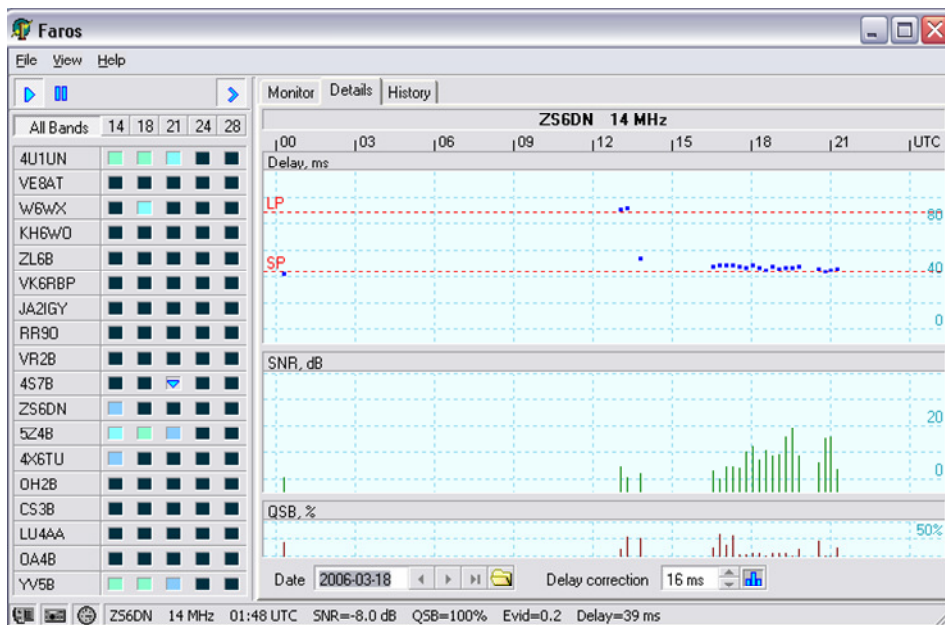 Faros
File View Help
Monitor Details History
All Bands 14 18 21 24 28
ZS6DN 14 MHz
00 03 06 09 12 15 18 21 UTC
Delay, ms
LP
80
SP
40
0
SNR, dB
20
0
QSB, %
50%
4U1UN
VE8AT
W6WX
KH6WO
ZL6B
VK6RBP
JA2IGY
RR9O
VR2B
4S7B
ZS6DN
5Z4B
4X6TU
OH2B
CS3B
LU4AA
OA4B
YV5B
Date 2006-03-18 Delay correction 16 ms
ZS6DN 14 MHz 01:48 UTC SNR=-8.0 dB QSB=100% Evid=0.2 Delay=39 ms